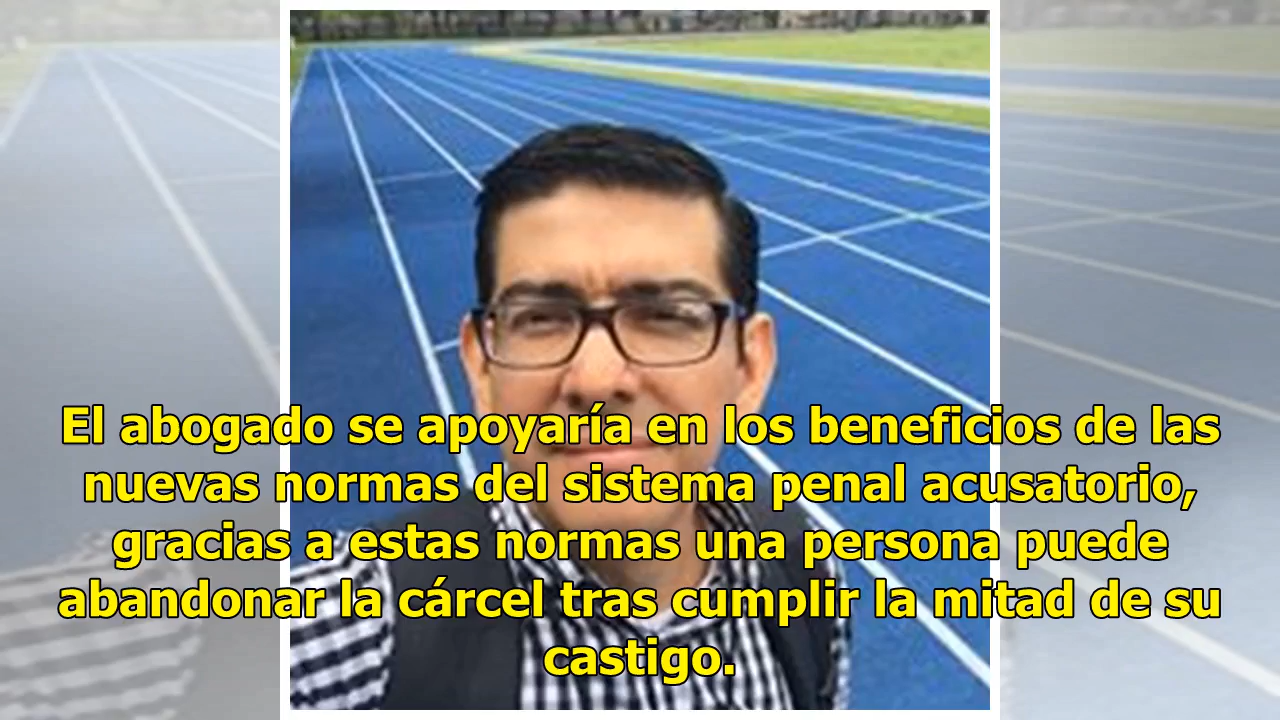 El abogado se apoyaría en los beneficios de las
nuevas normas del sistema penal acusatorio,
gracias a estas normas una persona puede
abandonar la cárcel tras cumplir la mitad de su
castigo.